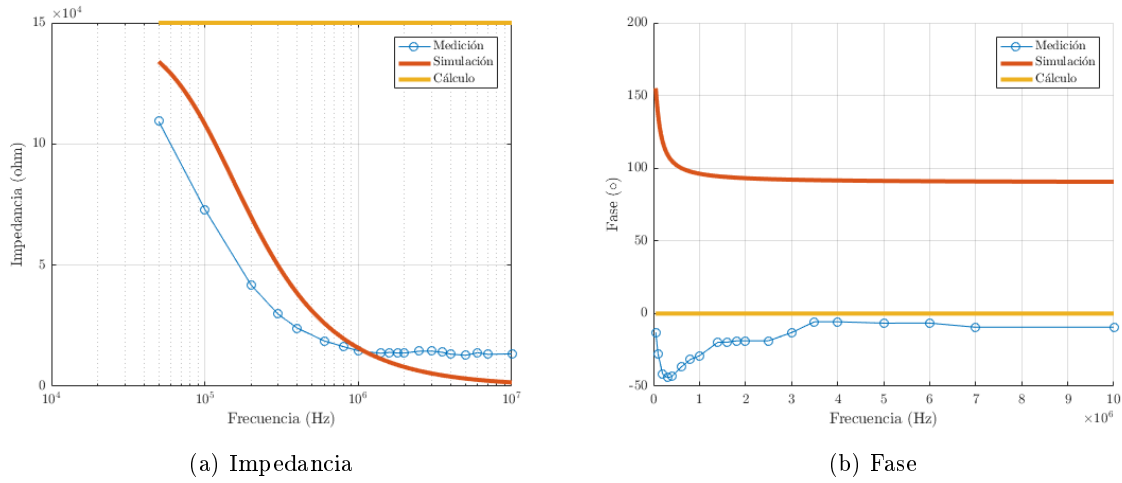 ×10⁴
15
10
5
0
Impedancia (ohm)
10⁴ 10⁵ 10⁶ 10⁷
Frecuencia (Hz)
Medición
Simulación
Cálculo
(a) Impedancia
200
150
100
50
0
-50
Fase (○)
0 1 2 3 4 5 6 7 8 9 10
×10⁶
Frecuencia (Hz)
Medición
Simulación
Cálculo
(b) Fase